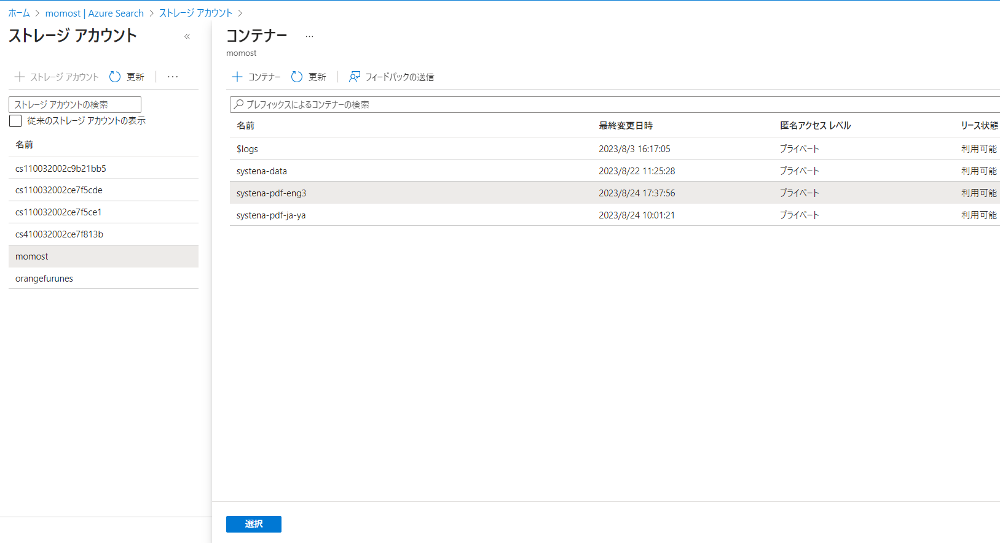 ホーム > momost | Azure Search > ストレージ アカウント >
ストレージ アカウント «
+ ストレージ アカウント 更新 ...
ストレージ アカウントの検索
従来のストレージ アカウントの表示
名前
cs110032002c9b21bb5
cs110032002ce7f5cde
cs110032002ce7f5ce1
cs410032002ce7f813b
momost
orangefurunes
コンテナー ...
momost
+ コンテナー 更新 フィードバックの送信
プレフィックスによるコンテナーの検索
名前 最終変更日時 匿名アクセス レベル リース状態
$logs 2023/8/3 16:17:05 プライベート 利用可能
systena-data 2023/8/22 11:25:28 プライベート 利用可能
systena-pdf-eng3 2023/8/24 17:37:56 プライベート 利用可能
systena-pdf-ja-ya 2023/8/24 10:01:21 プライベート 利用可能
選択